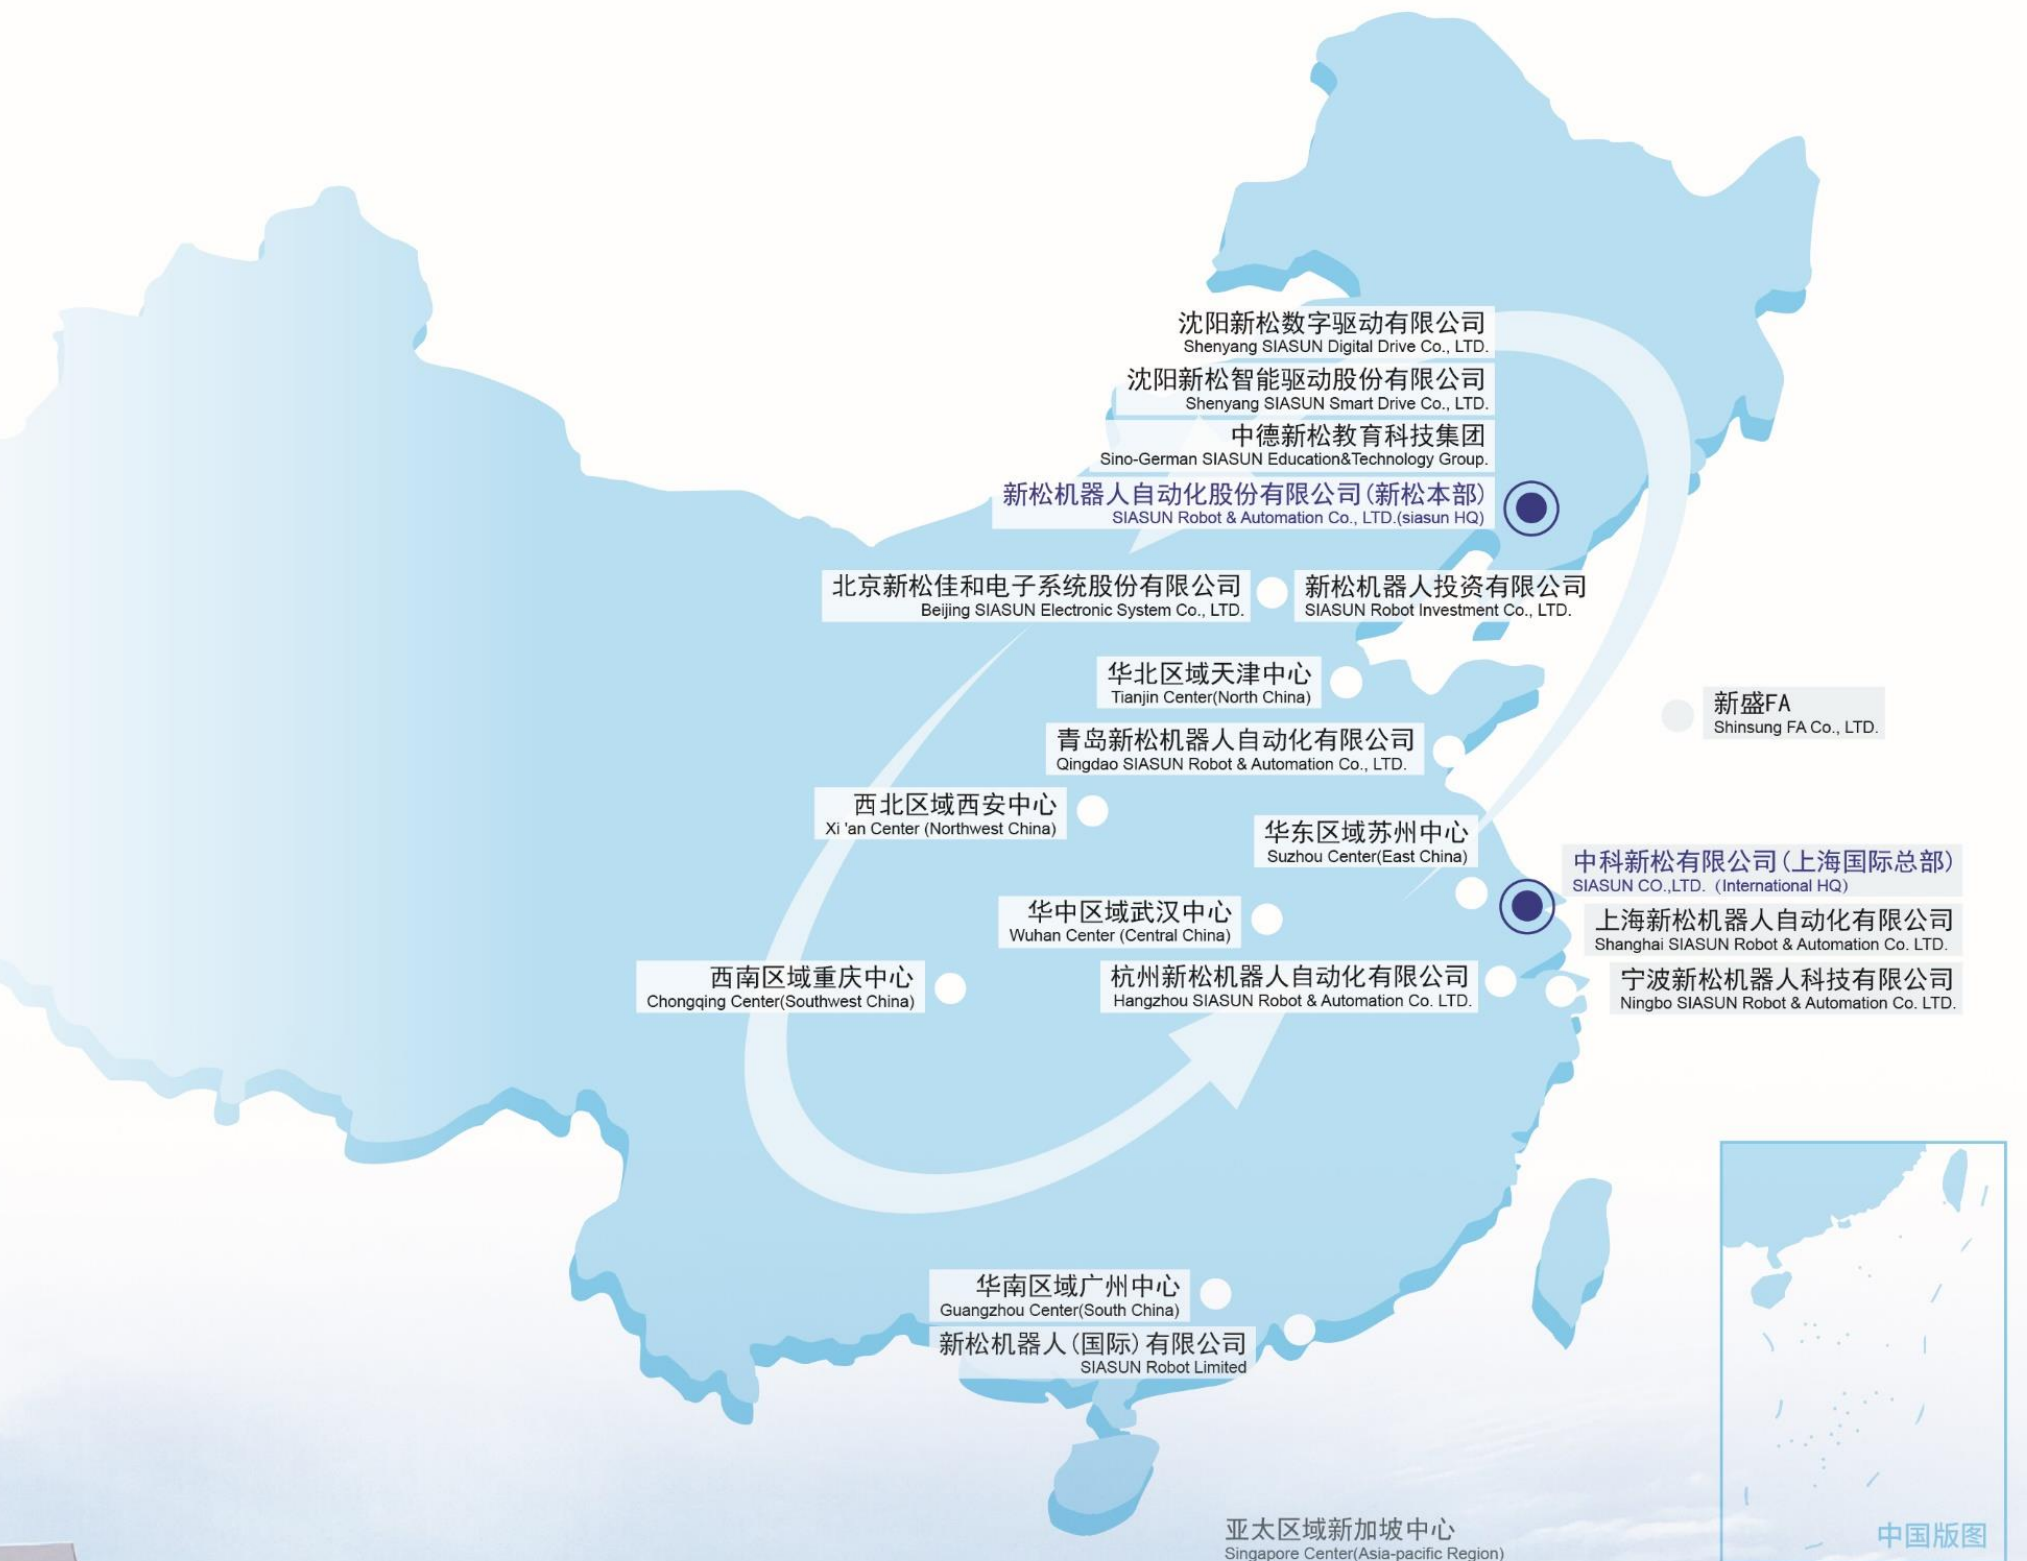 沈阳新松数字驱动有限公司
Shenyang SIASUN Digital Drive Co., LTD.
沈阳新松智能驱动股份有限公司
Shenyang SIASUN Smart Drive Co., LTD.
中德新松教育科技集团
Sino-German SIASUN Education&Technology Group.
新松机器人自动化股份有限公司(新松本部)
SIASUN Robot & Automation Co., LTD.(siasun HQ)
北京新松佳和电子系统股份有限公司
Beijing SIASUN Electronic System Co., LTD.
新松机器人投资有限公司
SIASUN Robot Investment Co., LTD.
华北区域天津中心
Tianjin Center(North China)
新盛FA
Shinsung FA Co., LTD.
青岛新松机器人自动化有限公司
Qingdao SIASUN Robot & Automation Co., LTD.
西北区域西安中心
Xi 'an Center (Northwest China)
华东区域苏州中心
Suzhou Center(East China)
中科新松有限公司(上海国际总部)
SIASUN CO.,LTD. (International HQ)
华中区域武汉中心
Wuhan Center (Central China)
上海新松机器人自动化有限公司
Shanghai SIASUN Robot & Automation Co. LTD.
西南区域重庆中心
Chongqing Center(Southwest China)
杭州新松机器人自动化有限公司
Hangzhou SIASUN Robot & Automation Co. LTD.
宁波新松机器人科技有限公司
Ningbo SIASUN Robot & Automation Co. LTD.
华南区域广州中心
Guangzhou Center(South China)
新松机器人(国际)有限公司
SIASUN Robot Limited
亚太区域新加坡中心
Singapore Center(Asia-pacific Region)
中国版图